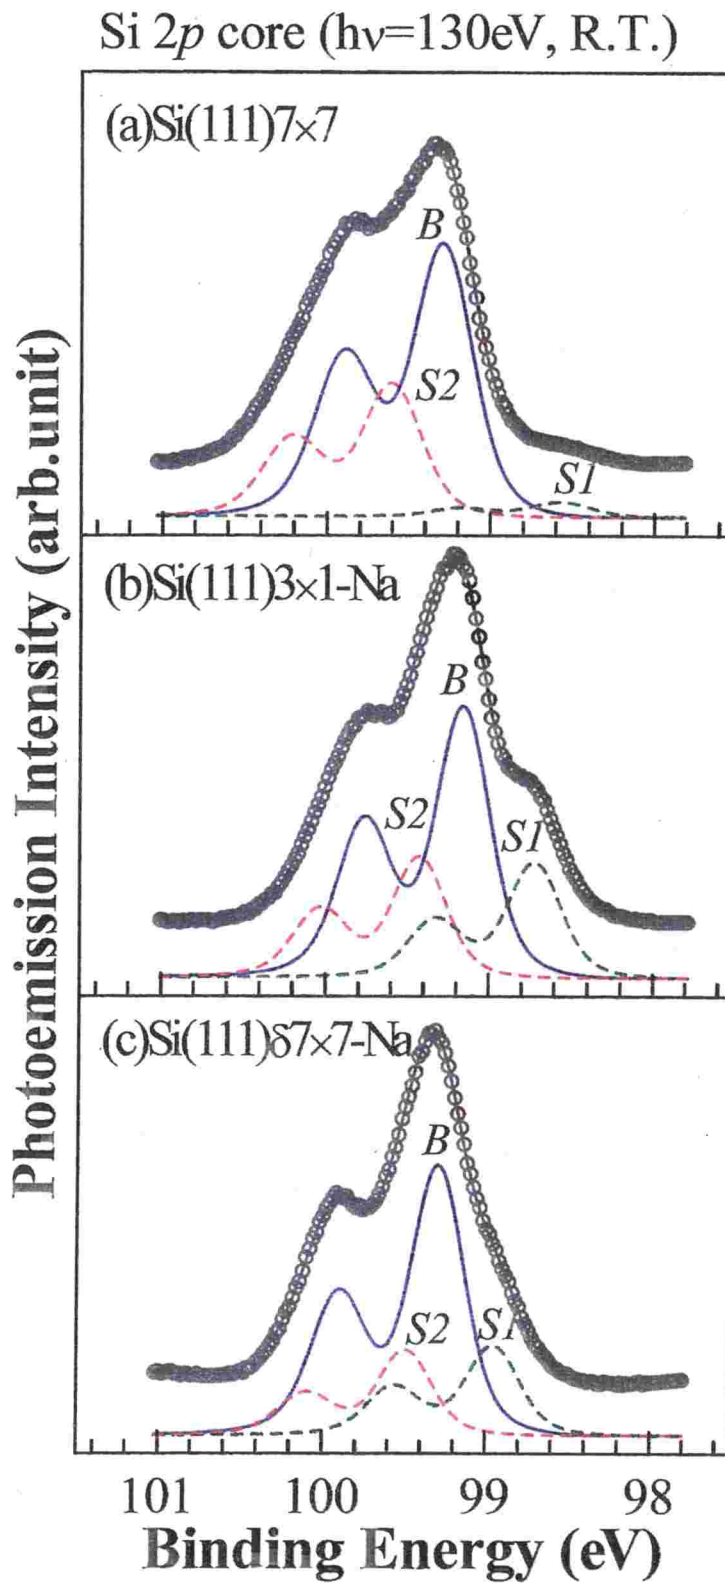 Si 2p core (hν=130eV, R.T.)
(a)Si(111)7×7
B
S2
S1
(b)Si(111)3×1-Na
B
S2
S1
(c)Si(111)δ7×7-Na
B
S2
S1
Photoemission Intensity (arb.unit)
101 100 99 98
Binding Energy (eV)